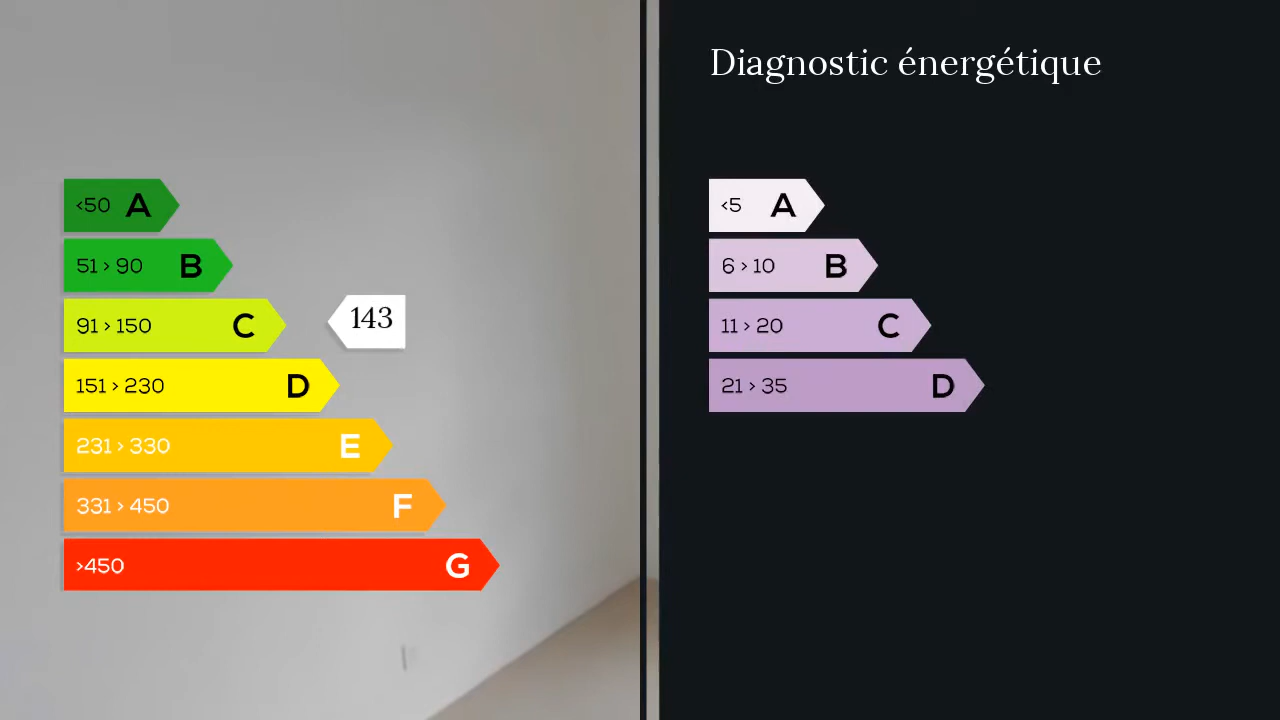 Diagnostic énergétique
<50 A
51 > 90 B
91 > 150 C
143
151 > 230 D
231 > 330 E
331 > 450 F
>450 G
<5 A
6 > 10 B
11 > 20 C
21 > 35 D